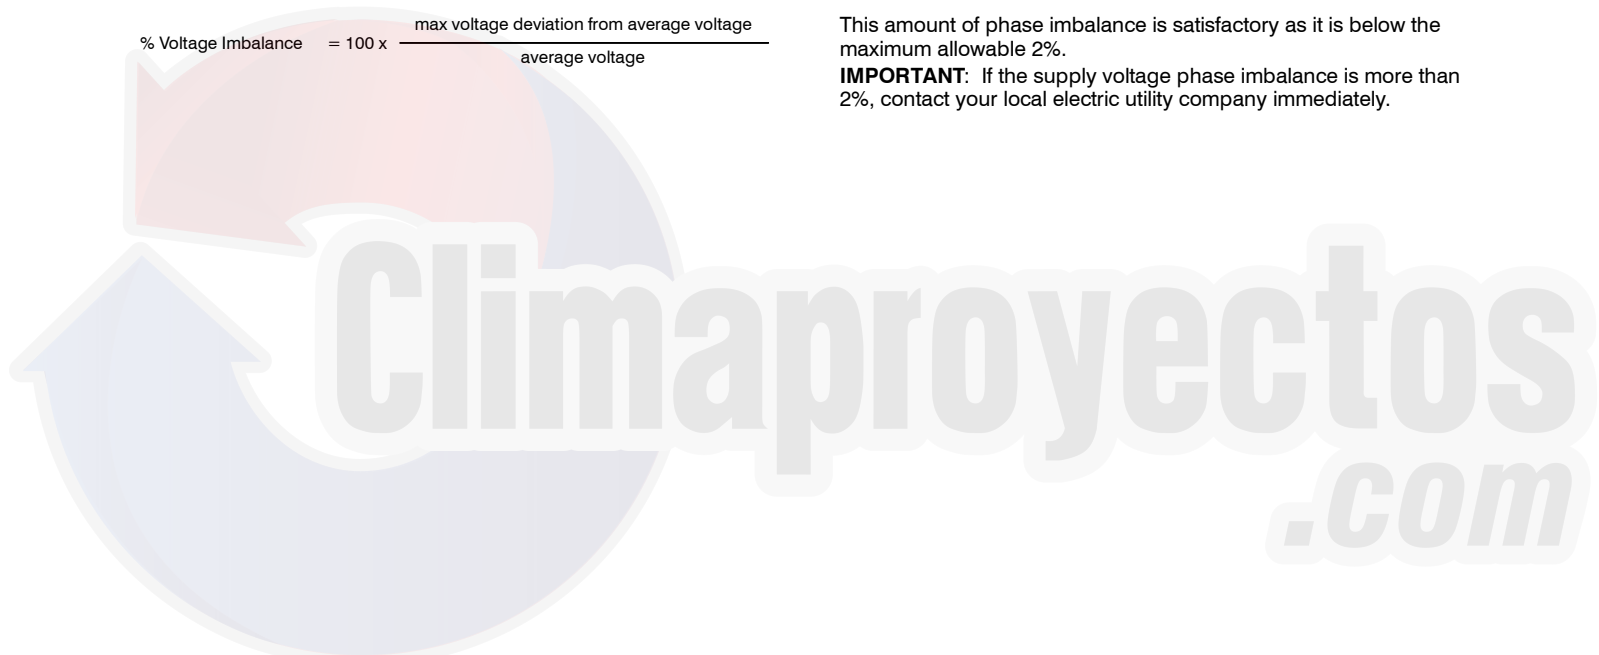 max voltage deviation from average voltage
% Voltage Imbalance = 100 x
average voltage
This amount of phase imbalance is satisfactory as it is below the
maximum allowable 2%.
IMPORTANT: If the supply voltage phase imbalance is more than
2%, contact your local electric utility company immediately.
Climaproyectos
.com